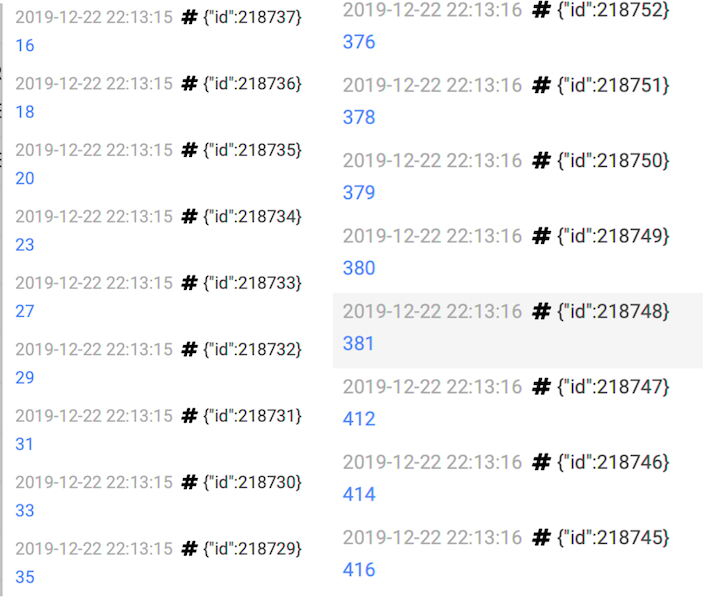 2019-12-22 22:13:15 # {"id":218737}
16
2019-12-22 22:13:15 # {"id":218736}
18
2019-12-22 22:13:15 # {"id":218735}
20
2019-12-22 22:13:15 # {"id":218734}
23
2019-12-22 22:13:15 # {"id":218733}
27
2019-12-22 22:13:15 # {"id":218732}
29
2019-12-22 22:13:15 # {"id":218731}
31
2019-12-22 22:13:15 # {"id":218730}
33
2019-12-22 22:13:15 # {"id":218729}
35
2019-12-22 22:13:16 # {"id":218752}
376
2019-12-22 22:13:16 # {"id":218751}
378
2019-12-22 22:13:16 # {"id":218750}
379
2019-12-22 22:13:16 # {"id":218749}
380
2019-12-22 22:13:16 # {"id":218748}
381
2019-12-22 22:13:16 # {"id":218747}
412
2019-12-22 22:13:16 # {"id":218746}
414
2019-12-22 22:13:16 # {"id":218745}
416